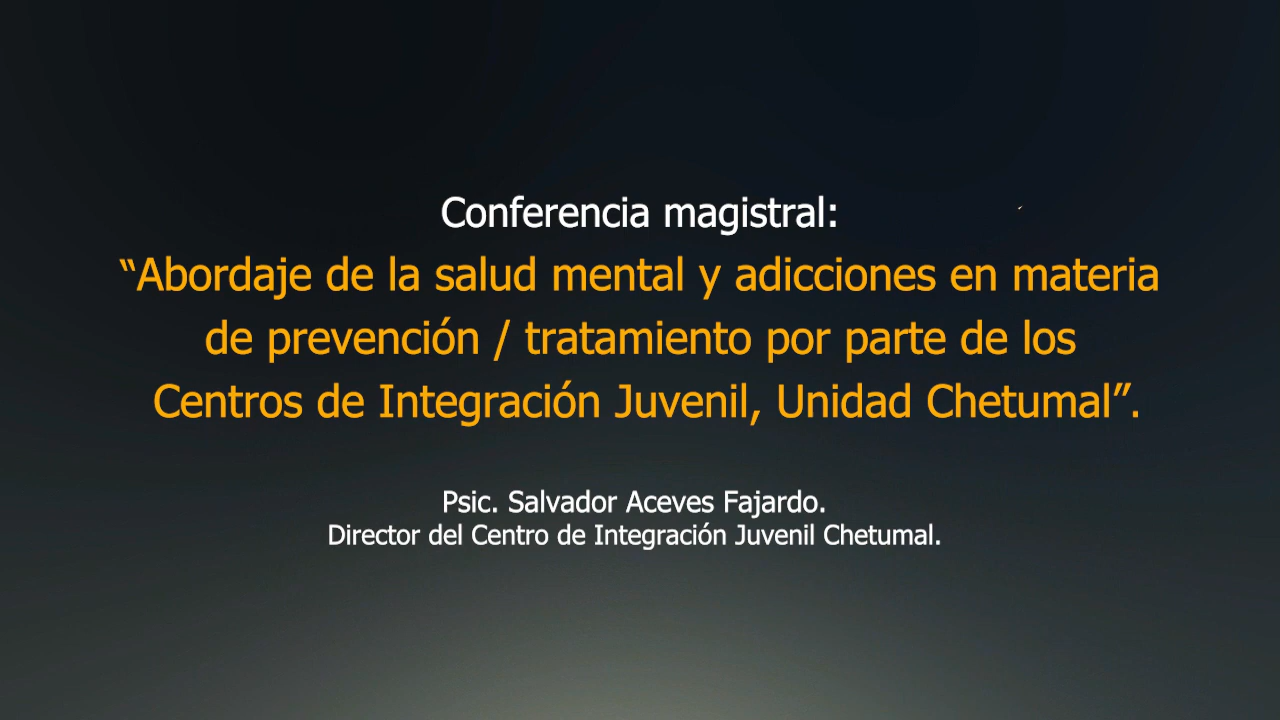 Conferencia magistral:
“Abordaje de la salud mental y adicciones en materia
de prevención / tratamiento por parte de los
Centros de Integración Juvenil, Unidad Chetumal”.
Psic. Salvador Aceves Fajardo.
Director del Centro de Integración Juvenil Chetumal.